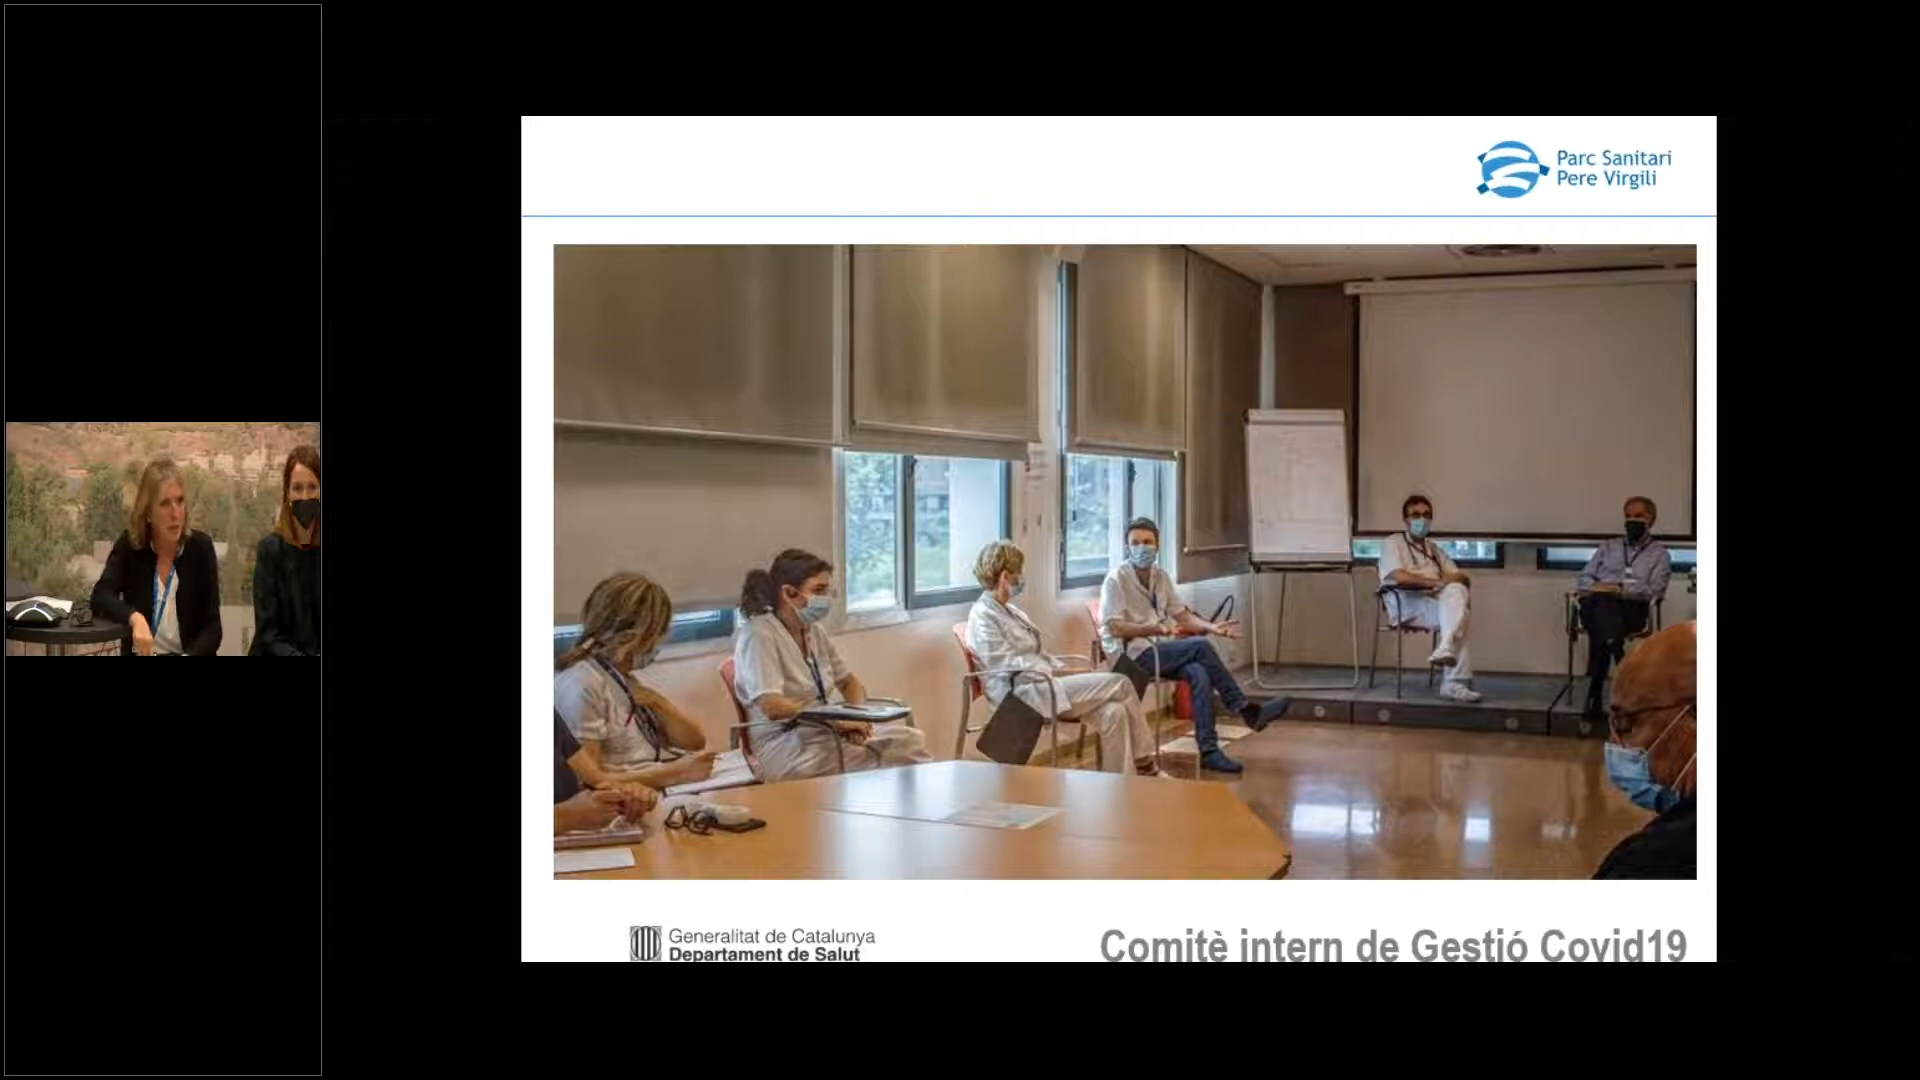 Parc Sanitari
Pere Virgili
Generalitat de Catalunya
Departament de Salut
Comitè intern de Gestió Covid19